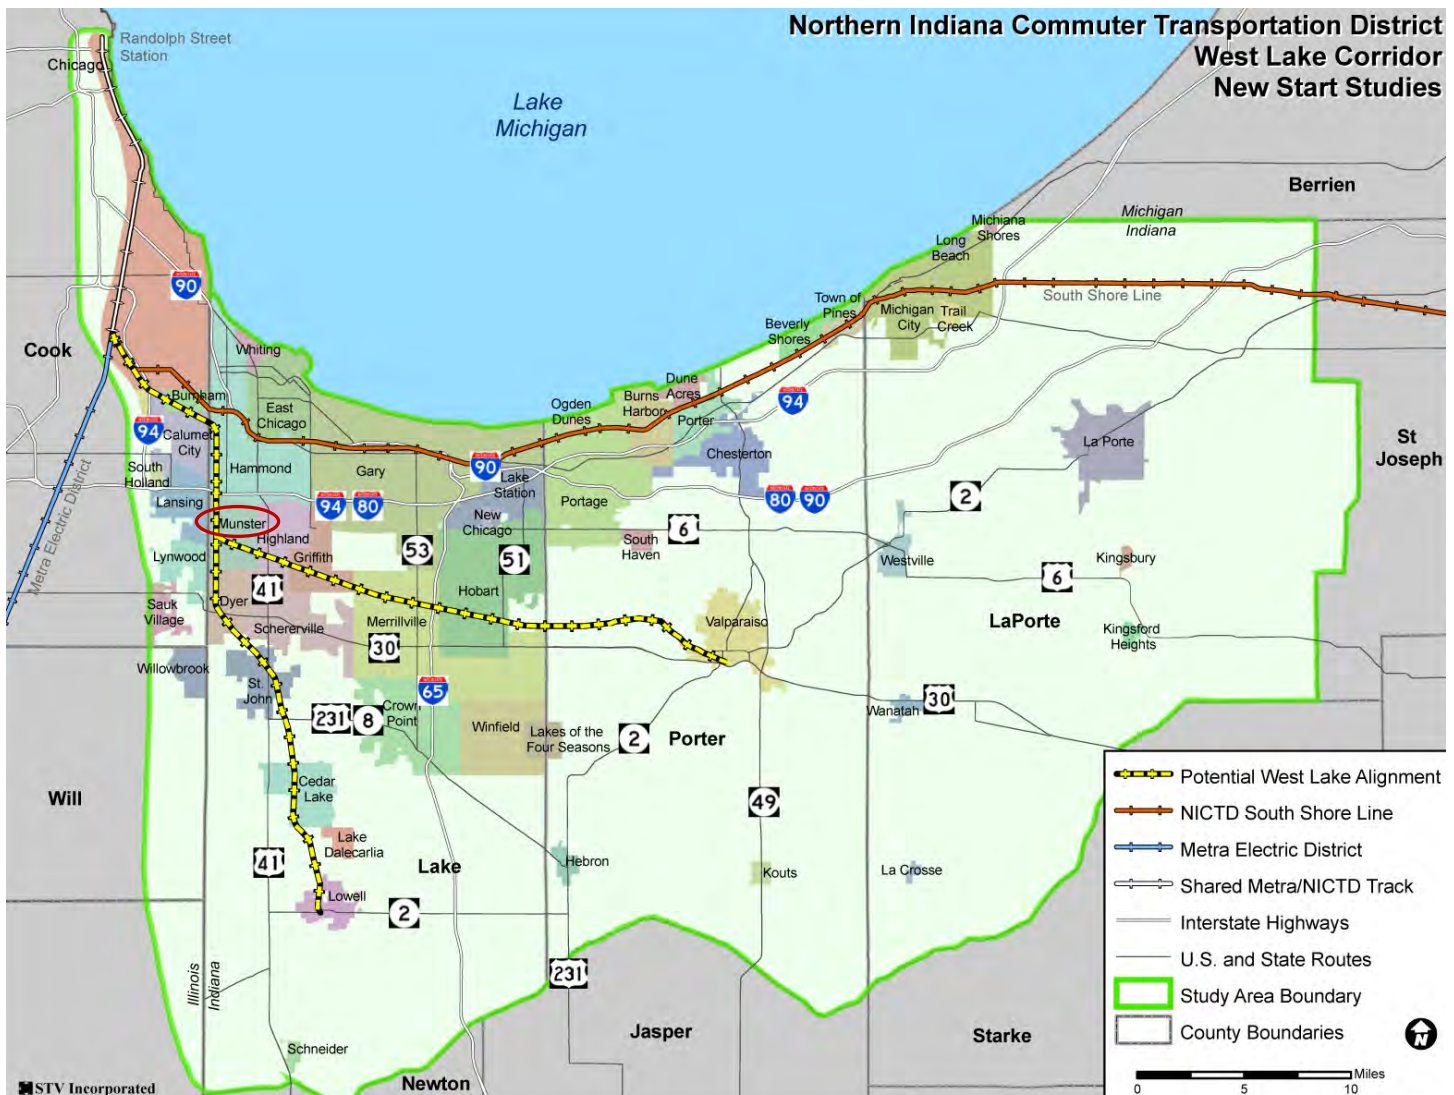 Northern Indiana Commuter Transportation District
West Lake Corridor
New Start Studies
Randolph Street
Station
Chicago
Lake
Michigan
Berrien
Michigan
Indiana
Michiana
Shores
Long
Beach
90
South Shore Line
Town of
Pines
Michigan
City
Trail
Creek
Beverly
Shores
Cook
Whiting
Dune
Acres
Burns
Harbor
Ogden
Dunes
Porter
94
Burnham
East
Chicago
94
Calumet
City
Hammond
Gary
90
Lake
Station
Chesterton
La Porte
St
Joseph
South
Holland
Lansing
94
80
Portage
80
90
2
Metra Electric District
Munster
Highland
Griffith
New
Chicago
6
South
Haven
53
51
Lynwood
41
Westville
Kingsbury
6
Sauk
Village
Dyer
Schererville
Merrillville
Hobart
Valparaiso
LaPorte
Kingsford
Heights
30
Willowbrook
St.
John
65
231
8
Crown
Point
Winfield
Lakes of the
Four Seasons
2
Porter
Wanatah
30
Will
Cedar
Lake
49
Lake
Dalecarlia
41
Lake
Hebron
Kouts
La Crosse
Lowell
2
Illinois
Indiana
231
Jasper
Starke
Schneider
Newton
Potential West Lake Alignment
NICTD South Shore Line
Metra Electric District
Shared Metra/NICTD Track
Interstate Highways
U.S. and State Routes
Study Area Boundary
County Boundaries
N
Miles
0 5 10
STV Incorporated